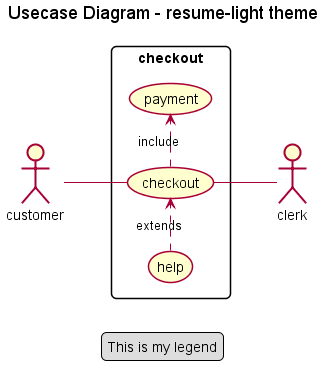 Usecase Diagram - resume-light theme
checkout
payment
include
customer
checkout
clerk
extends
help
This is my legend